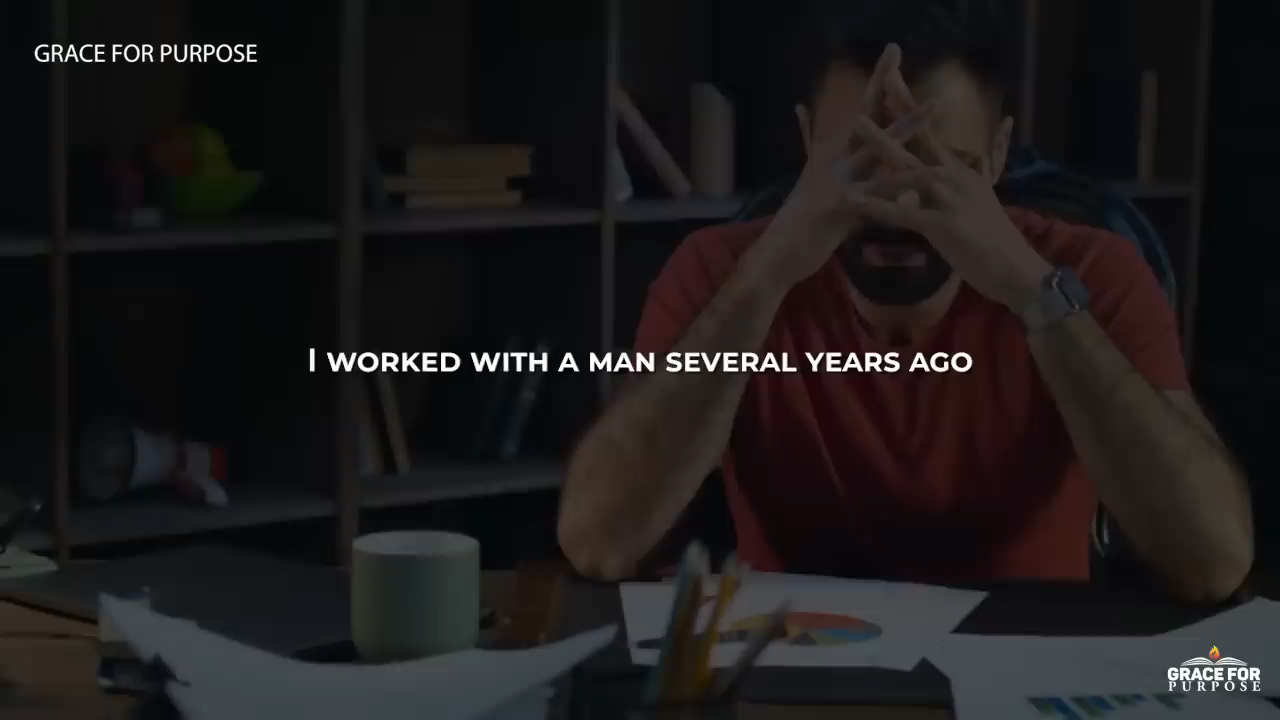 GRACE FOR PURPOSE
I WORKED WITH A MAN SEVERAL YEARS AGO
GRACE FOR
PURPOSE